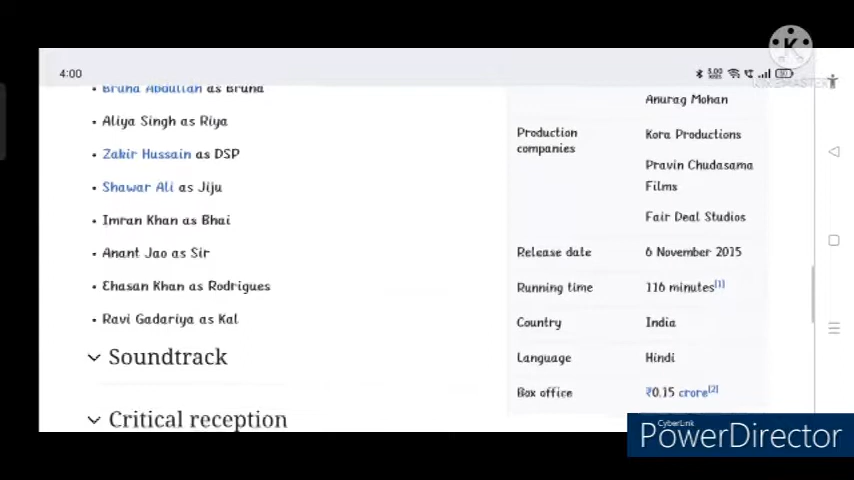 4:00
Bruna Abdullah as Bruna
• Aliya Singh as Riya
• Zakir Hussain as DSP
• Shawar Ali as Jiju
• Imran Khan as Bhai
• Anant Jao as Sir
• Ehasan Khan as Rodrigues
• Ravi Gadariya as Kal
Soundtrack
Critical reception
Anurag Mohan
Production companies
Kora Productions
Pravin Chudasama
Films
Fair Deal Studios
Release date 6 November 2015
Running time 116 minutes[1]
Country India
Language Hindi
Box office ₹0.15 crore[2]
K
KINEMASTER
CyberLink
PowerDirector